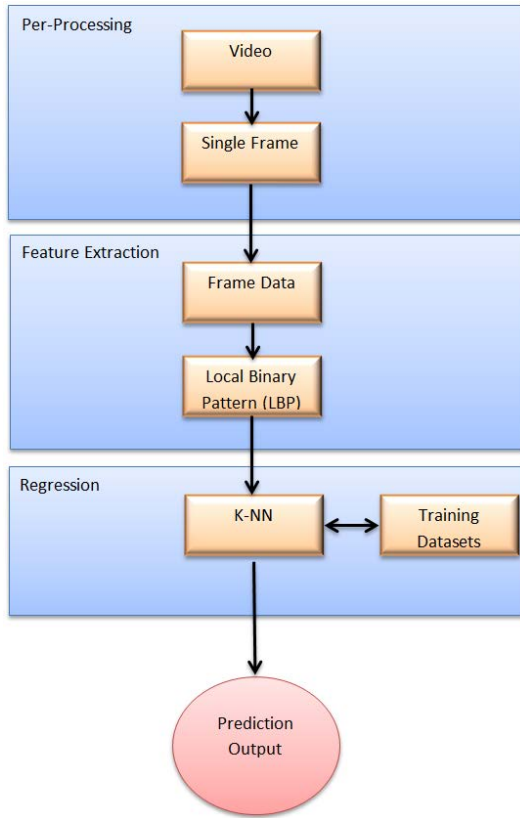 Per-Processing
Video
Single Frame
Feature Extraction
Frame Data
Local Binary
Pattern (LBP)
Regression
K-NN
Training
Datasets
Prediction
Output